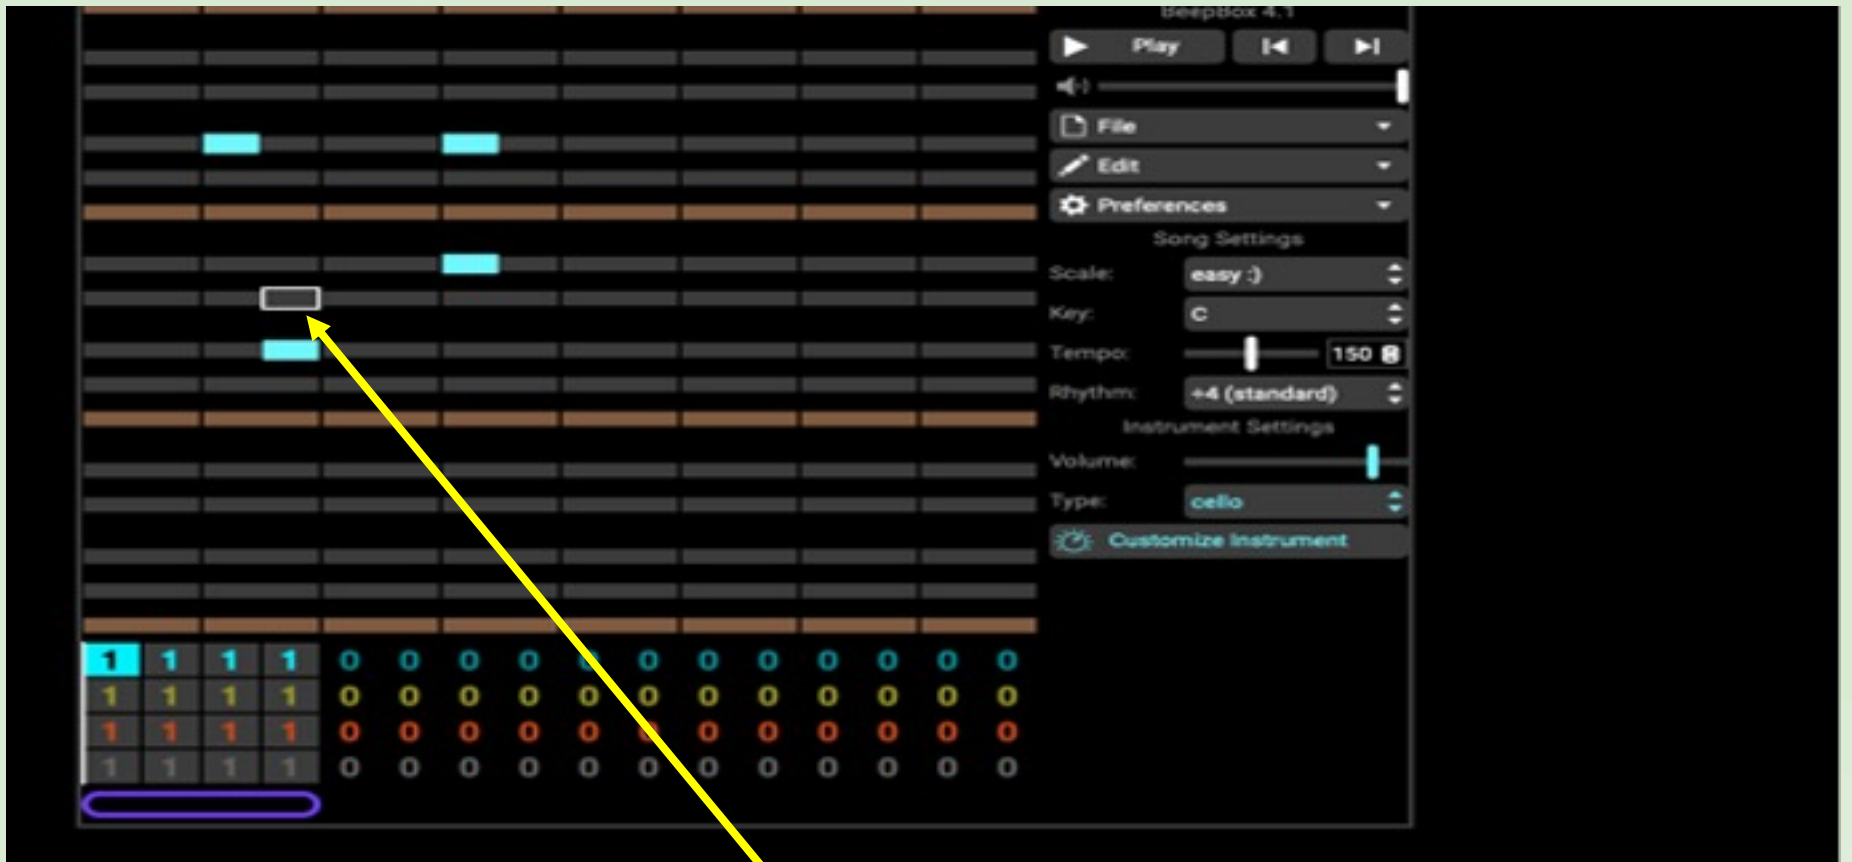 BeepBox 4.1
Play
File
Edit
Preferences
Song Settings
Scale: easy :)
Key: C
Tempo: 150
Rhythm: ÷4 (standard)
Instrument Settings
Volume:
Type: cello
Customize Instrument
1 1 1 1 0 0 0 0 0 0 0 0 0 0 0 0
1 1 1 1 0 0 0 0 0 0 0 0 0 0 0 0
1 1 1 1 0 0 0 0 0 0 0 0 0 0 0 0
1 1 1 1 0 0 0 0 0 0 0 0 0 0 0 0